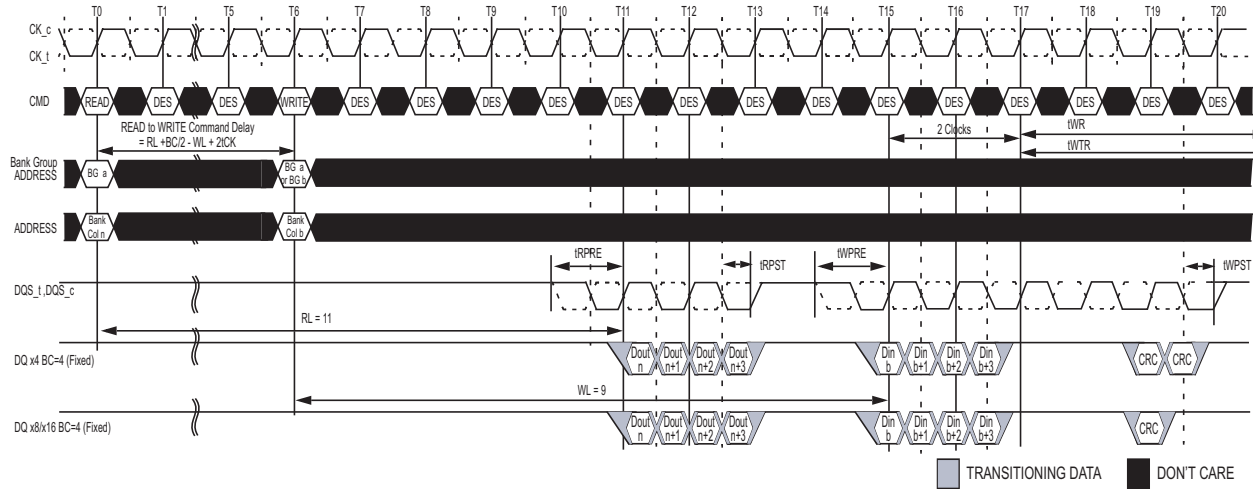 T0 T1 T5 T6 T7 T8 T9 T10 T11 T12 T13 T14 T15 T16 T17 T18 T19 T20
CK_c
CK_t
CMD READ DES DES WRITE DES DES DES DES DES DES DES DES DES DES DES DES DES DES
READ to WRITE Command Delay
= RL +BC/2 - WL + 2tCK
2 Clocks
tWR
tWTR
Bank Group
ADDRESS
BG a
BG a
or BG b
ADDRESS
Bank
Col n
Bank
Col b
tRPRE tRPST tWPRE tWPST
DQS_t ,DQS_c
RL = 11
DQ x4 BC=4 (Fixed)
Dout
n
Dout
n+1
Dout
n+2
Dout
n+3
Din
b
Din
b+1
Din
b+2
Din
b+3
CRC CRC
WL = 9
DQ x8/x16 BC=4 (Fixed)
Dout
n
Dout
n+1
Dout
n+2
Dout
n+3
Din
b
Din
b+1
Din
b+2
Din
b+3
CRC
TRANSITIONING DATA DON'T CARE